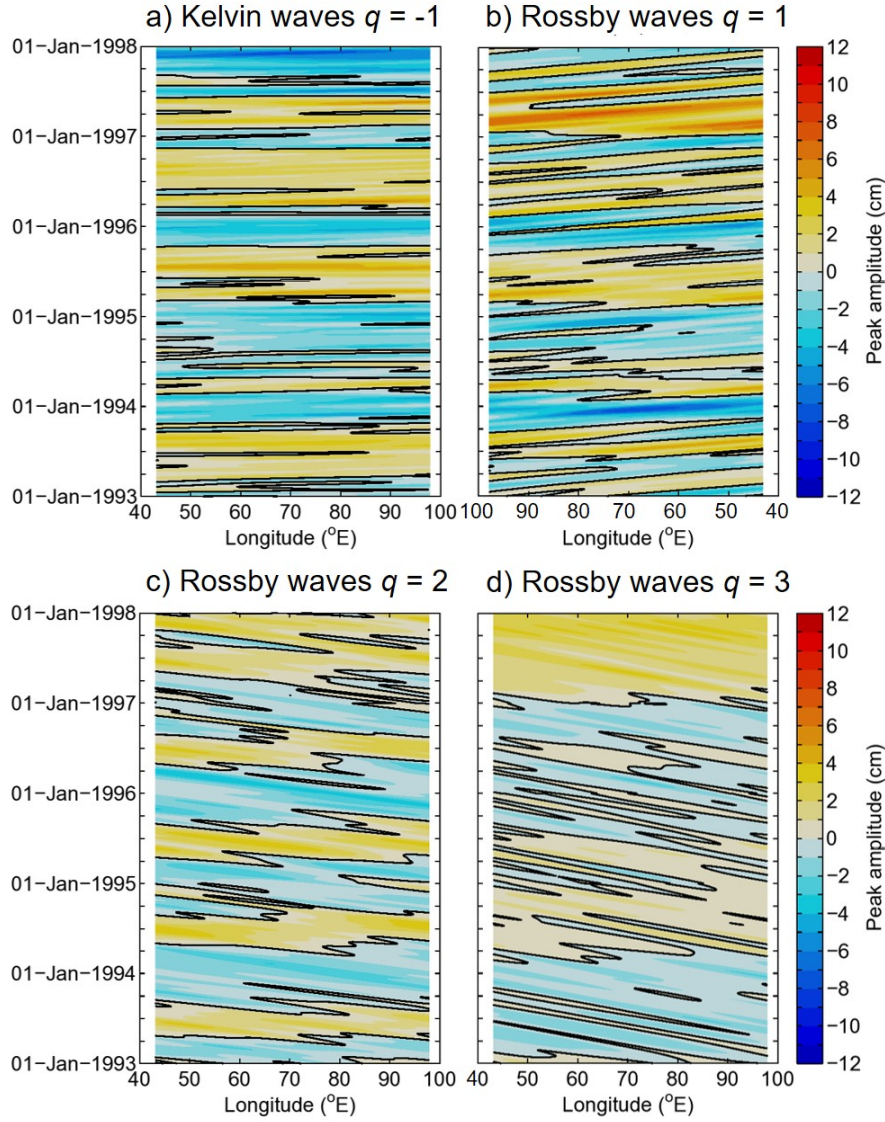 a) Kelvin waves q = -1
b) Rossby waves q = 1
01-Jan-1998
01-Jan-1997
01-Jan-1996
01-Jan-1995
01-Jan-1994
01-Jan-1993
40 50 60 70 80 90 100
Longitude (oE)
100 90 80 70 60 50 40
Longitude (oE)
12
10
8
6
4
2
0
-2
-4
-6
-8
-10
-12
Peak amplitude (cm)
c) Rossby waves q = 2
d) Rossby waves q = 3
01-Jan-1998
01-Jan-1997
01-Jan-1996
01-Jan-1995
01-Jan-1994
01-Jan-1993
40 50 60 70 80 90 100
Longitude (oE)
40 50 60 70 80 90 100
Longitude (oE)
12
10
8
6
4
2
0
-2
-4
-6
-8
-10
-12
Peak amplitude (cm)